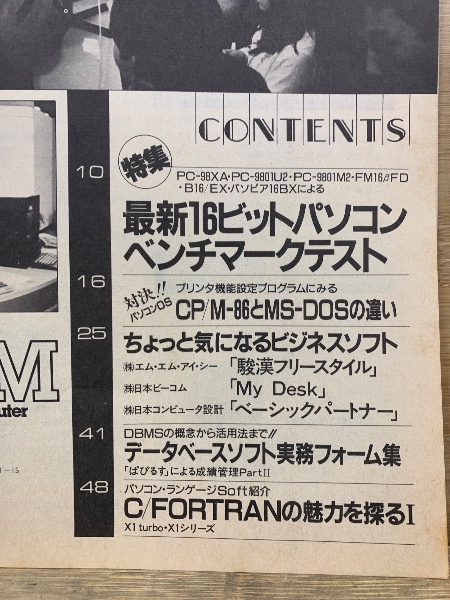 CONTENTS
10
特集
PC-98XA・PC-9801U2・PC-9801M2・FM16βFD
・B16/EX・パソピア16BXによる
最新16ビットパソコン
ベンチマークテスト
16
対決!!
パソコンOS
プリンタ機能設定プログラムにみる
CP/M-86とMS-DOSの違い
25
ちょっと気になるビジネスソフト
㈱エム・エム・アイ・シー「駿漢フリースタイル」
㈱日本ビーコム「My Desk」
㈱日本コンピュータ設計「ベーシックパートナー」
M
uter
41
DBMSの概念から活用法まで!!
データベースソフト実務フォーム集
「ぱぴるす」による成績管理PartII
1-15
48
パソコン・ランゲージSoft紹介
C/FORTRANの魅力を探るI
X1turbo・X1シリーズ